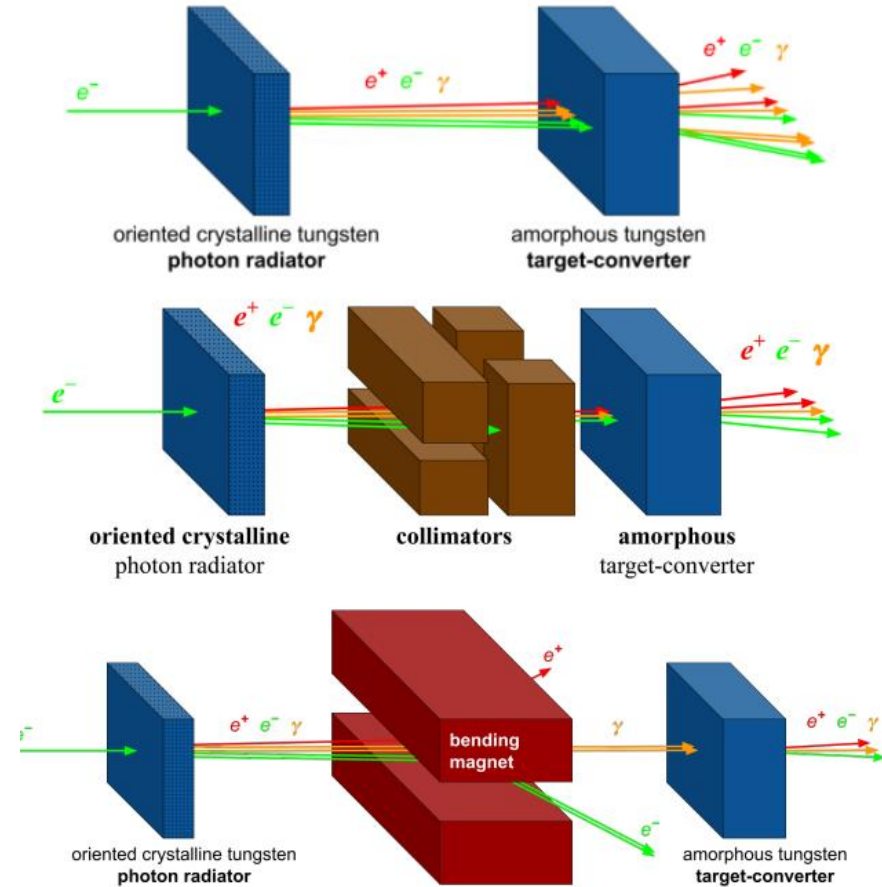 e⁻
e⁺ e⁻ γ
e⁺ e⁻ γ
oriented crystalline tungsten
photon radiator
amorphous tungsten
target-converter
e⁻
e⁺ e⁻ γ
e⁺ e⁻ γ
oriented crystalline
photon radiator
collimators
amorphous
target-converter
e⁻
e⁺ e⁻ γ
bending
magnet
e⁺
e⁻
γ
e⁺ e⁻ γ
oriented crystalline tungsten
photon radiator
amorphous tungsten
target-converter